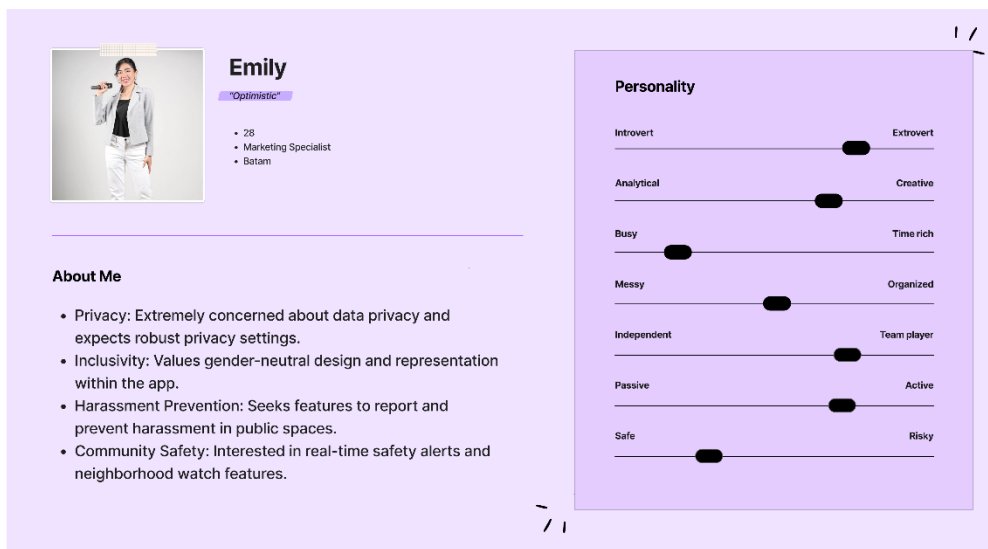 Emily
"Optimistic"
• 28
• Marketing Specialist
• Batam
About Me
• Privacy: Extremely concerned about data privacy and
expects robust privacy settings.
• Inclusivity: Values gender-neutral design and representation
within the app.
• Harassment Prevention: Seeks features to report and
prevent harassment in public spaces.
• Community Safety: Interested in real-time safety alerts and
neighborhood watch features.
Personality
Introvert Extrovert
Analytical Creative
Busy Time rich
Messy Organized
Independent Team player
Passive Active
Safe Risky